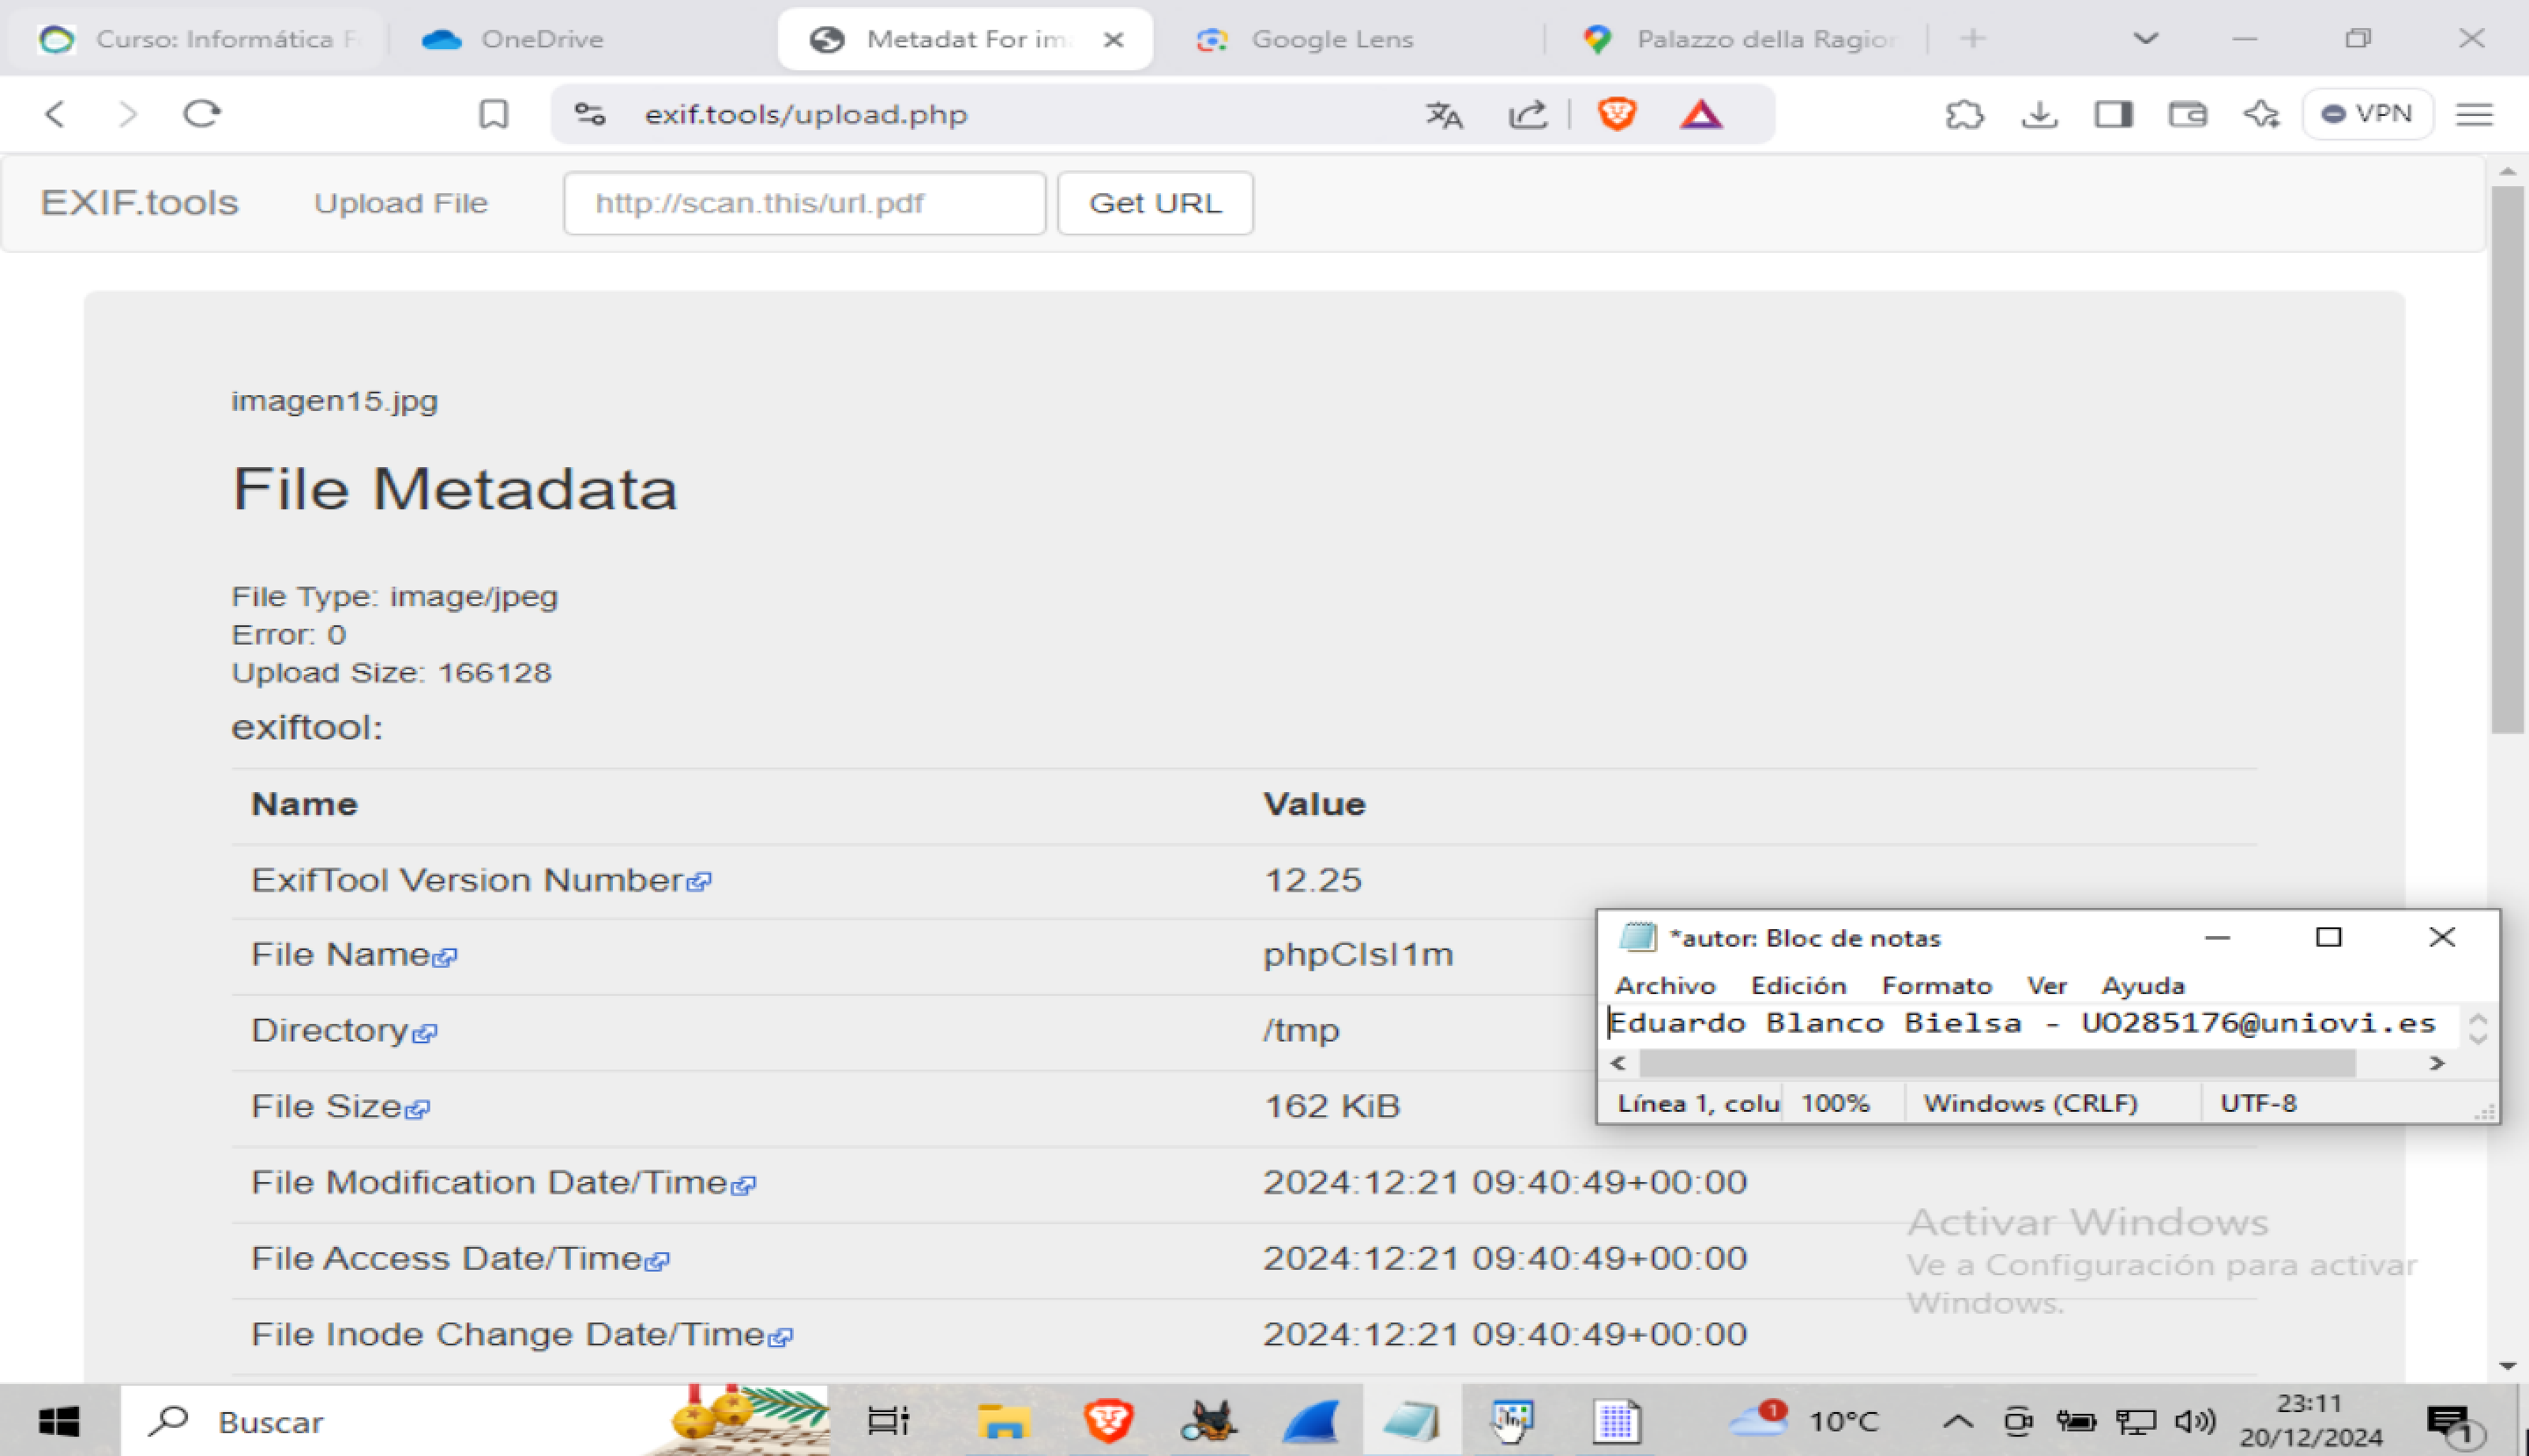 Curso: Informática F
OneDrive
Metadat For im
Google Lens
Palazzo della Ragion
exif.tools/upload.php
VPN
EXIF.tools
Upload File
http://scan.this/url.pdf
Get URL
imagen15.jpg
File Metadata
File Type: image/jpeg
Error: 0
Upload Size: 166128
exiftool:
Name Value
ExifTool Version Number 12.25
File Name phpClsl1m
Directory /tmp
File Size 162 KiB
File Modification Date/Time 2024:12:21 09:40:49+00:00
File Access Date/Time 2024:12:21 09:40:49+00:00
File Inode Change Date/Time 2024:12:21 09:40:49+00:00
*autor: Bloc de notas
Archivo Edición Formato Ver Ayuda
Eduardo Blanco Bielsa - UO285176@uniovi.es
Línea 1, colu 100% Windows (CRLF) UTF-8
Activar Windows
Ve a Configuración para activar
Windows.
Buscar
1
10°C
23:11
20/12/2024
1